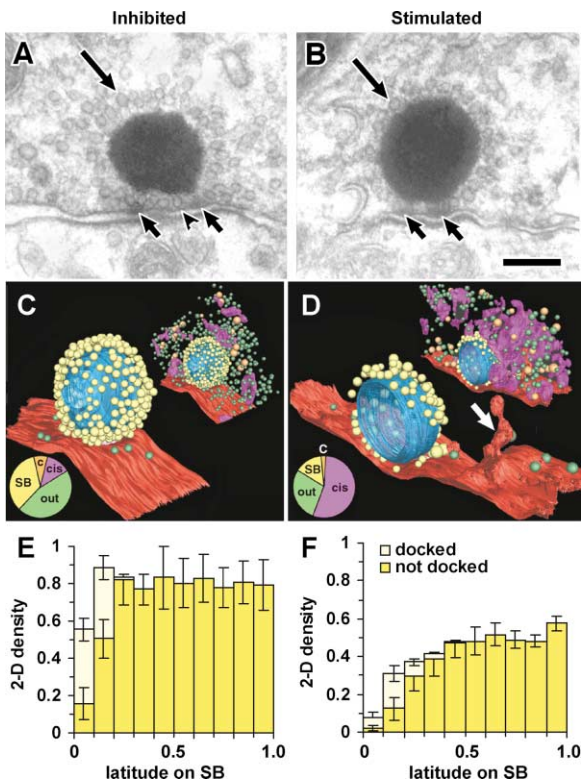 Inhibited
Stimulated
A
B
C
D
SB
c
cis
out
C
SB
cis
out
E
F
2-D density
1
0.8
0.6
0.4
0.2
0
0
0.5
1.0
latitude on SB
docked
not docked
2-D density
1
0.8
0.6
0.4
0.2
0
0
0.5
1.0
latitude on SB